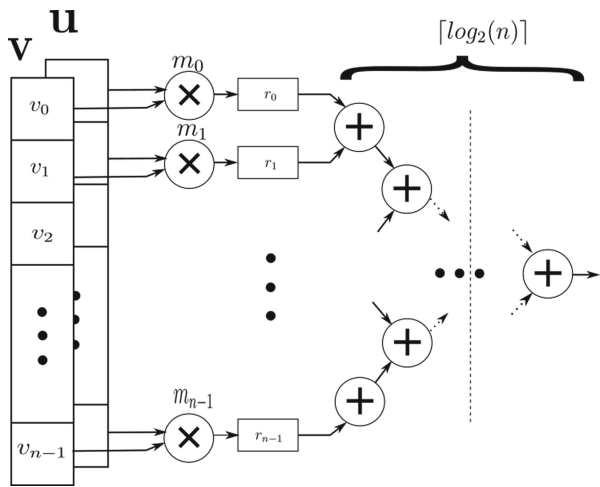 u
v
⌈log₂(n)⌉
m₀
v₀
r₀
m₁
v₁
r₁
v₂
mₙ₋₁
vₙ₋₁
rₙ₋₁